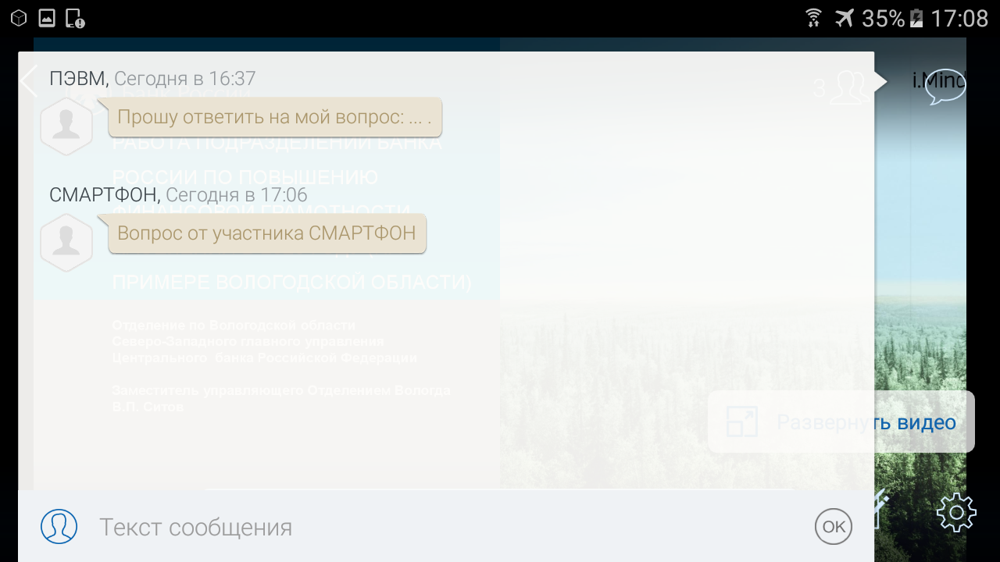 35% 17:08
ПЭВМ, Сегодня в 16:37
Банк России
3
i.Mind
Прошу ответить на мой вопрос: ... .
РАБОТА ПОДРАЗДЕЛЕНИЙ БАНКА
РОССИИ ПО ПОВЫШЕНИЮ
СМАРТФОН, Сегодня в 17:06
ФИНАНСОВОЙ ГРАМОТНОСТИ
Вопрос от участника СМАРТФОН
ПРИМЕРЕ ВОЛОГОДСКОЙ ОБЛАСТИ)
Отделение по Вологодской области
Северо-Западного главного управления
Центрального банка Российской Федерации
Заместитель управляющего Отделением Вологда
В.П. Ситов
Развернуть видео
Текст сообщения
OK